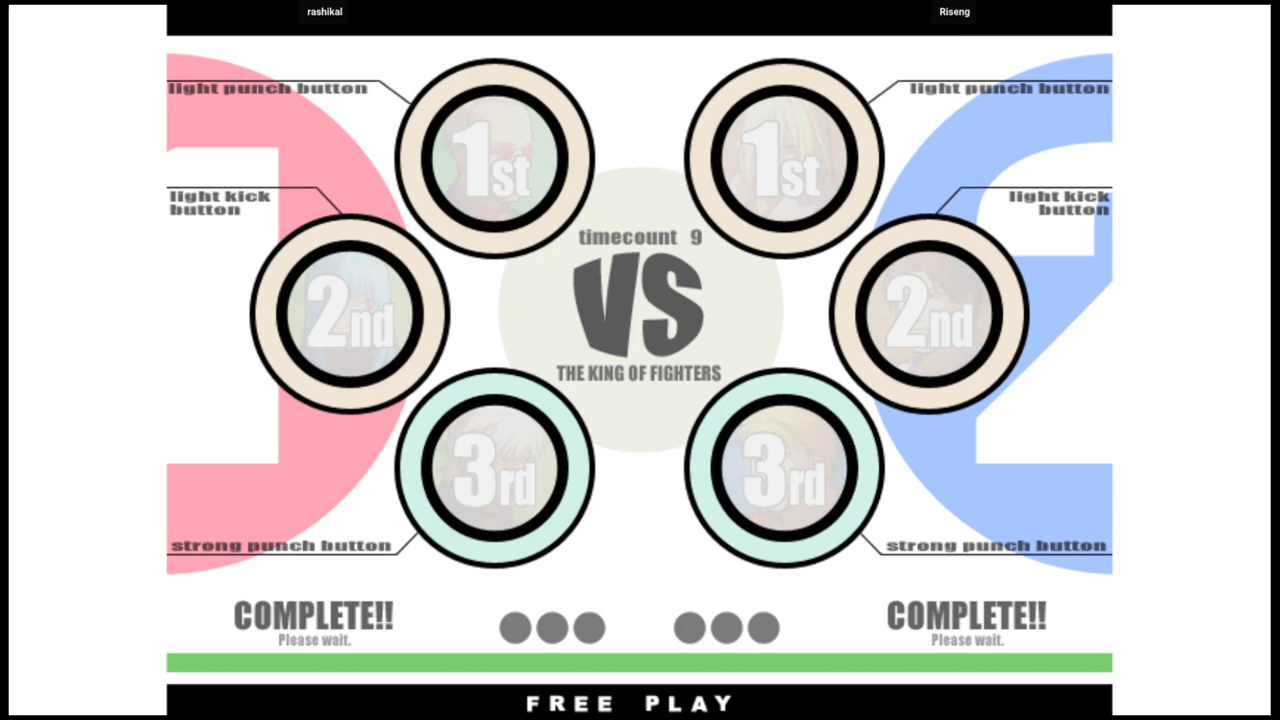 rashikal
Riseng
light punch button
light punch button
1st
1st
light kick
button
light kick
button
timecount 9
VS
THE KING OF FIGHTERS
2nd
2nd
3rd
3rd
strong punch button
strong punch button
COMPLETE!!
Please wait.
COMPLETE!!
Please wait.
FREE PLAY